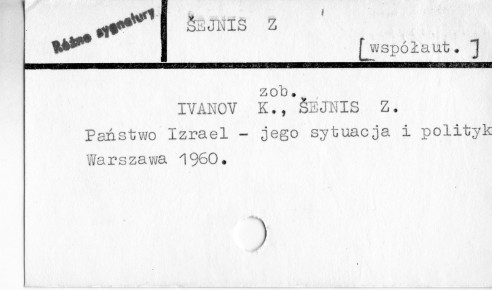 Różne sygnatury
ŠEJNIS Z
[współaut.]
zob.
IVANOV K., ŠEJNIS Z.
Państwo Izrael - jego sytuacja i polityk
Warszawa 1960.